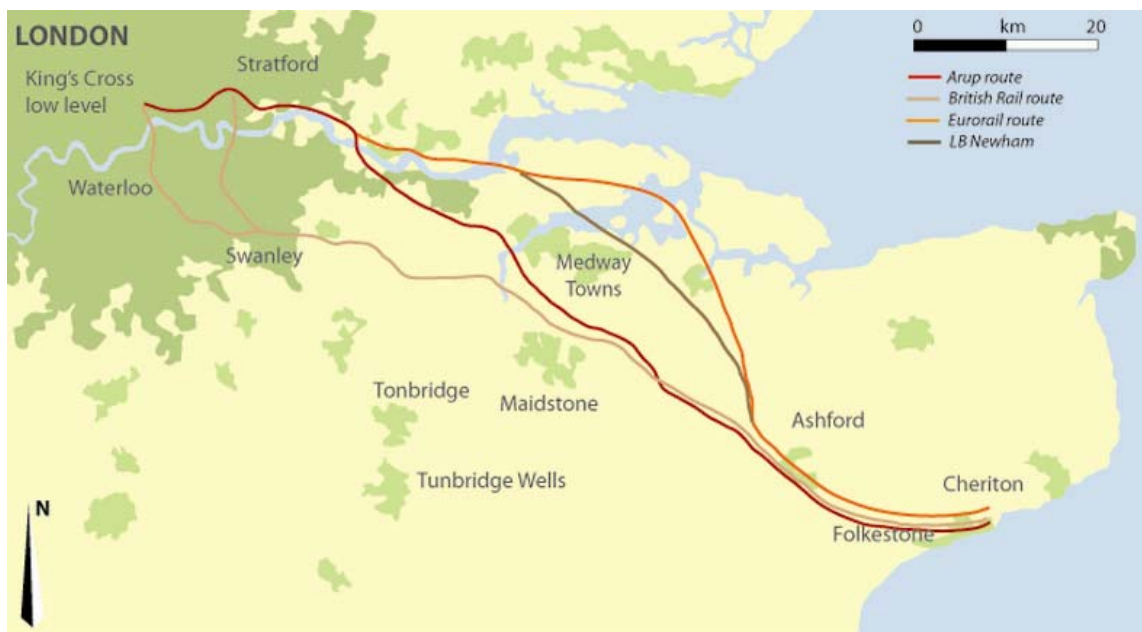 LONDON
King's Cross
low level
Stratford
Waterloo
Swanley
Medway
Towns
Tonbridge
Maidstone
Tunbridge Wells
Ashford
Cheriton
Folkestone
0 km 20
Arup route
British Rail route
Eurorail route
LB Newham
N